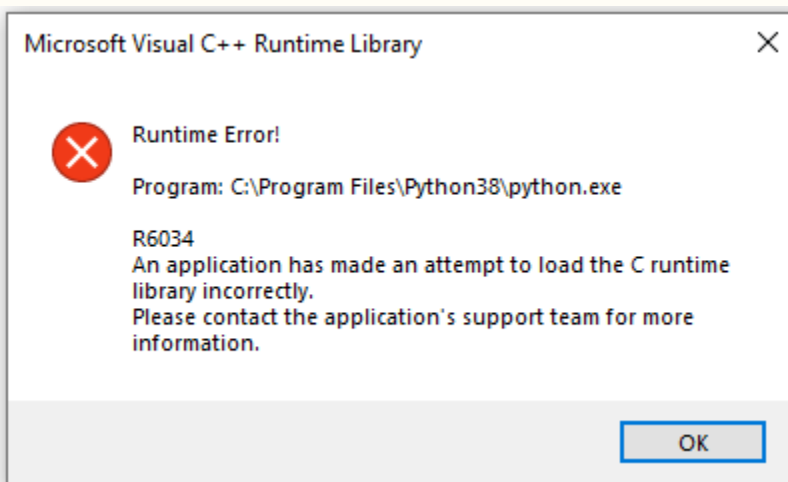 Microsoft Visual C++ Runtime Library
Runtime Error!
Program: C:\Program Files\Python38\python.exe
R6034
An application has made an attempt to load the C runtime
library incorrectly.
Please contact the application's support team for more
information.
OK